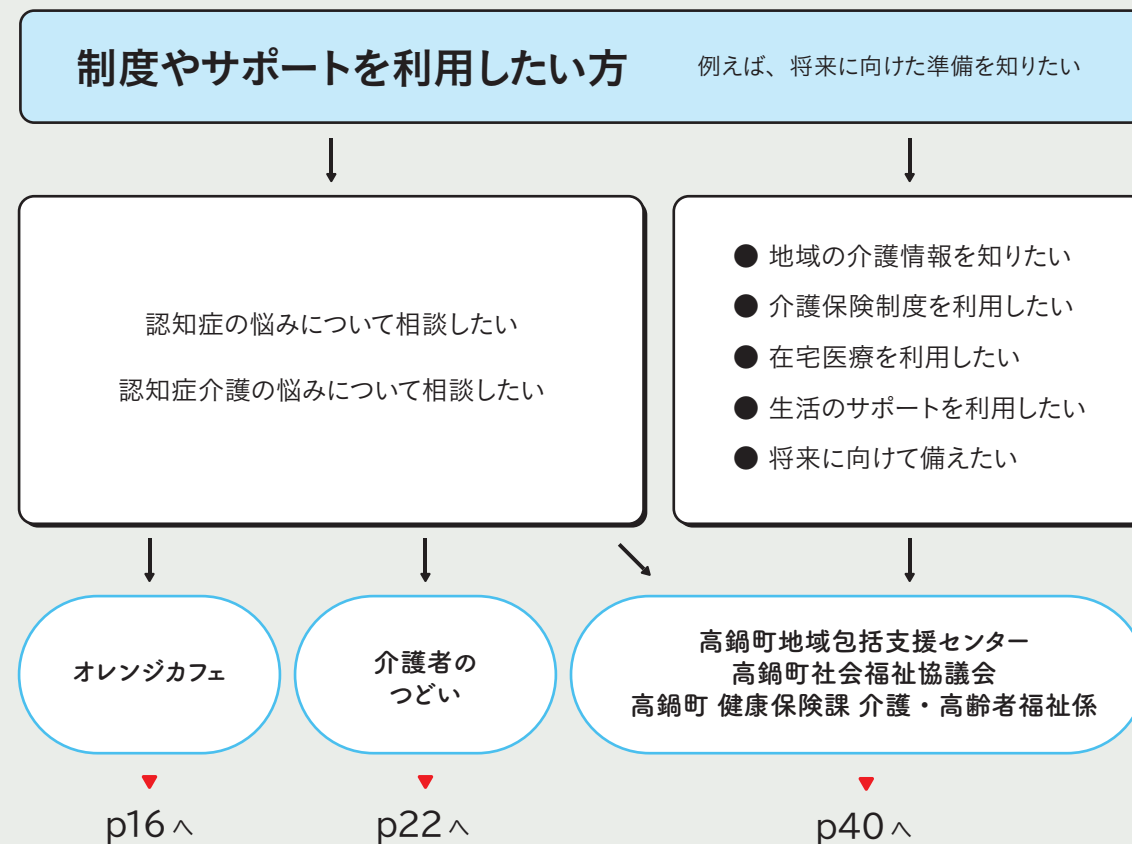 制度やサポートを利用したい方
例えば、将来に向けた準備を知りたい
認知症の悩みについて相談したい
認知症介護の悩みについて相談したい
● 地域の介護情報を知りたい
● 介護保険制度を利用したい
● 在宅医療を利用したい
● 生活のサポートを利用したい
● 将来に向けて備えたい
オレンジカフェ
介護者の
つどい
高鍋町地域包括支援センター
高鍋町社会福祉協議会
高鍋町 健康保険課 介護・高齢者福祉係
p16へ
p22へ
p40へ